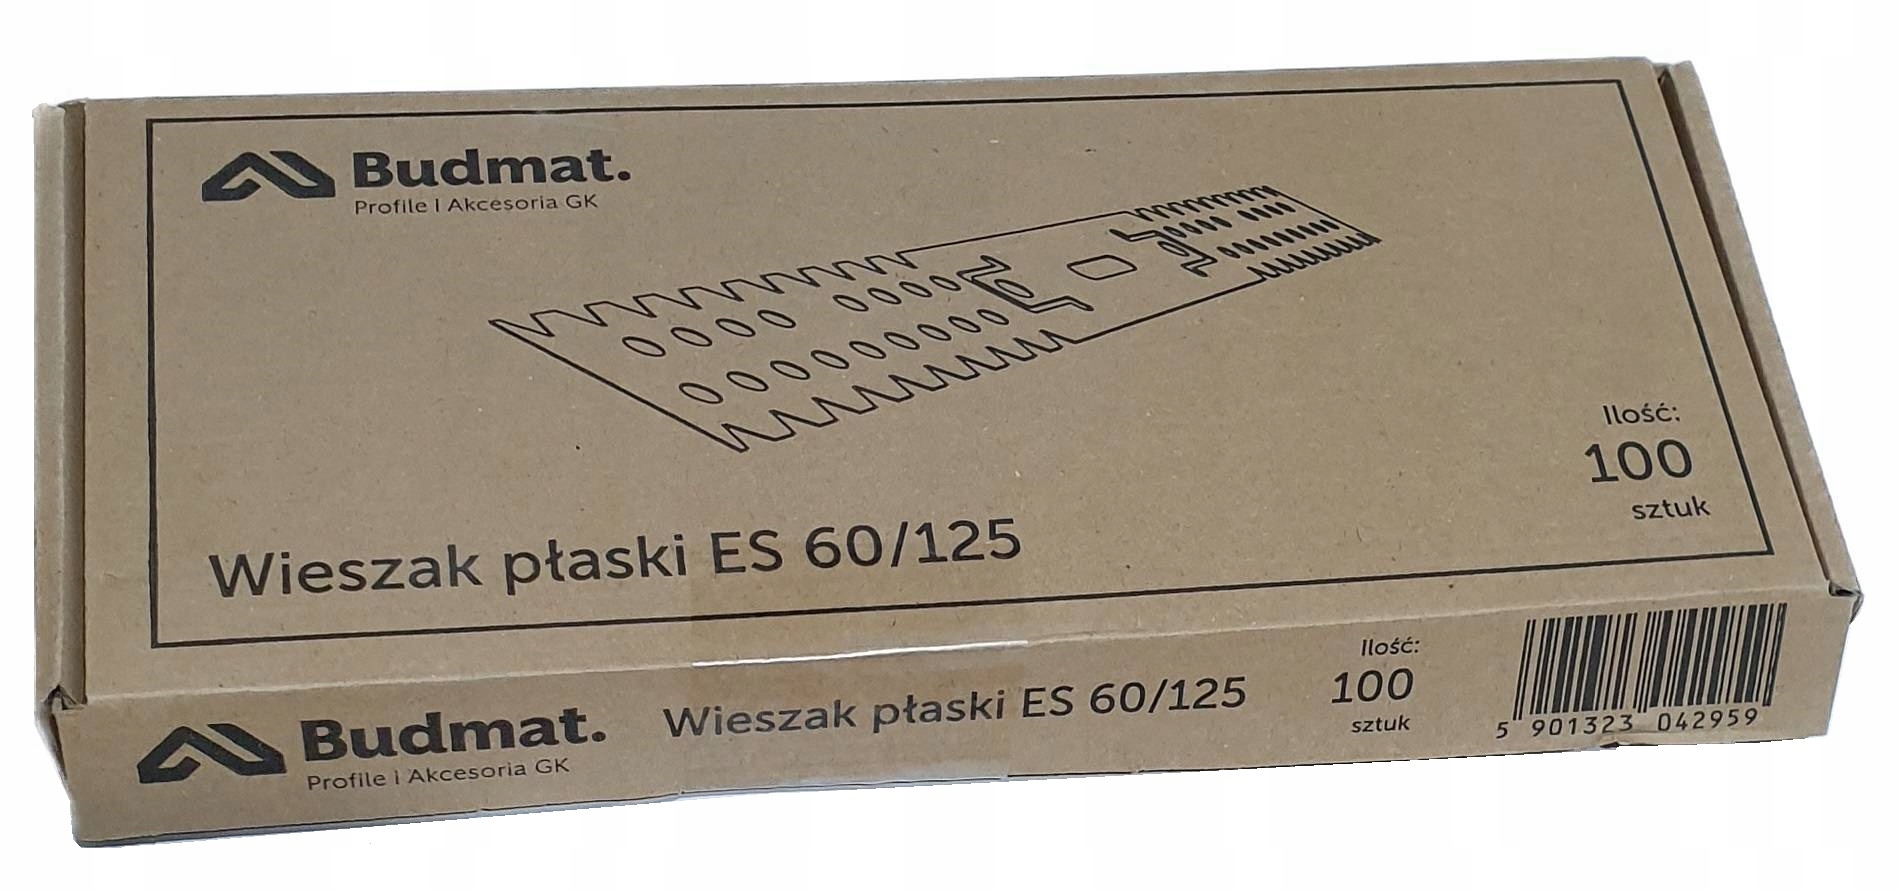 Budmat.
Profile i Akcesoria GK
Ilość:
100
sztuk
Wieszak płaski ES 60/125
Budmat.
Profile i Akcesoria GK
Wieszak płaski ES 60/125
Ilość:
100
sztuk
5 901323 042959